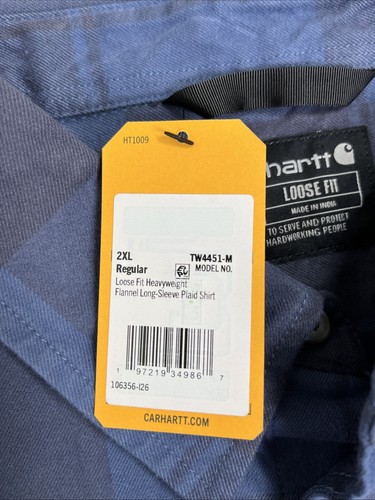 HT1009
2XL
TW4451-M
Regular
MODEL NO.
Loose Fit Heavyweight
Flannel Long-Sleeve Plaid Shirt
1 97219 34986 7
106356-I26
CARHARTT.COM
hartt
LOOSE FIT
MADE IN INDIA
TO SERVE AND PROTECT
HARDWORKING PEOPLE